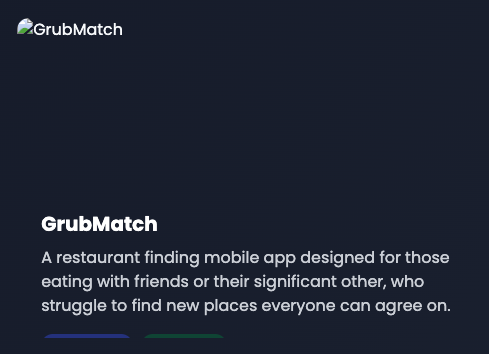 GrubMatch
GrubMatch
A restaurant finding mobile app designed for those
eating with friends or their significant other, who
struggle to find new places everyone can agree on.